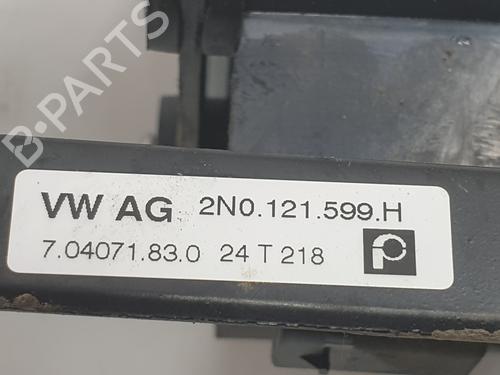 B-PARTS
VW AG 2N0.121.599.H
7.04071.83.0 24 T 218